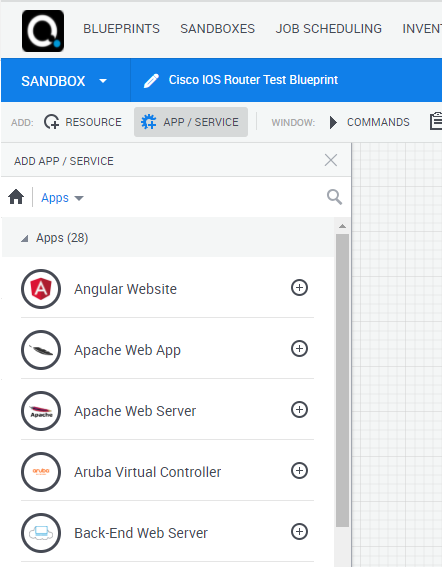 BLUEPRINTS SANDBOXES JOB SCHEDULING INVEN
SANDBOX Cisco IOS Router Test Blueprint
ADD: RESOURCE APP / SERVICE WINDOW: COMMANDS
ADD APP / SERVICE
Apps
Apps (28)
Angular Website
Apache Web App
Apache
Apache Web Server
aruba
Aruba Virtual Controller
Back-End Web Server